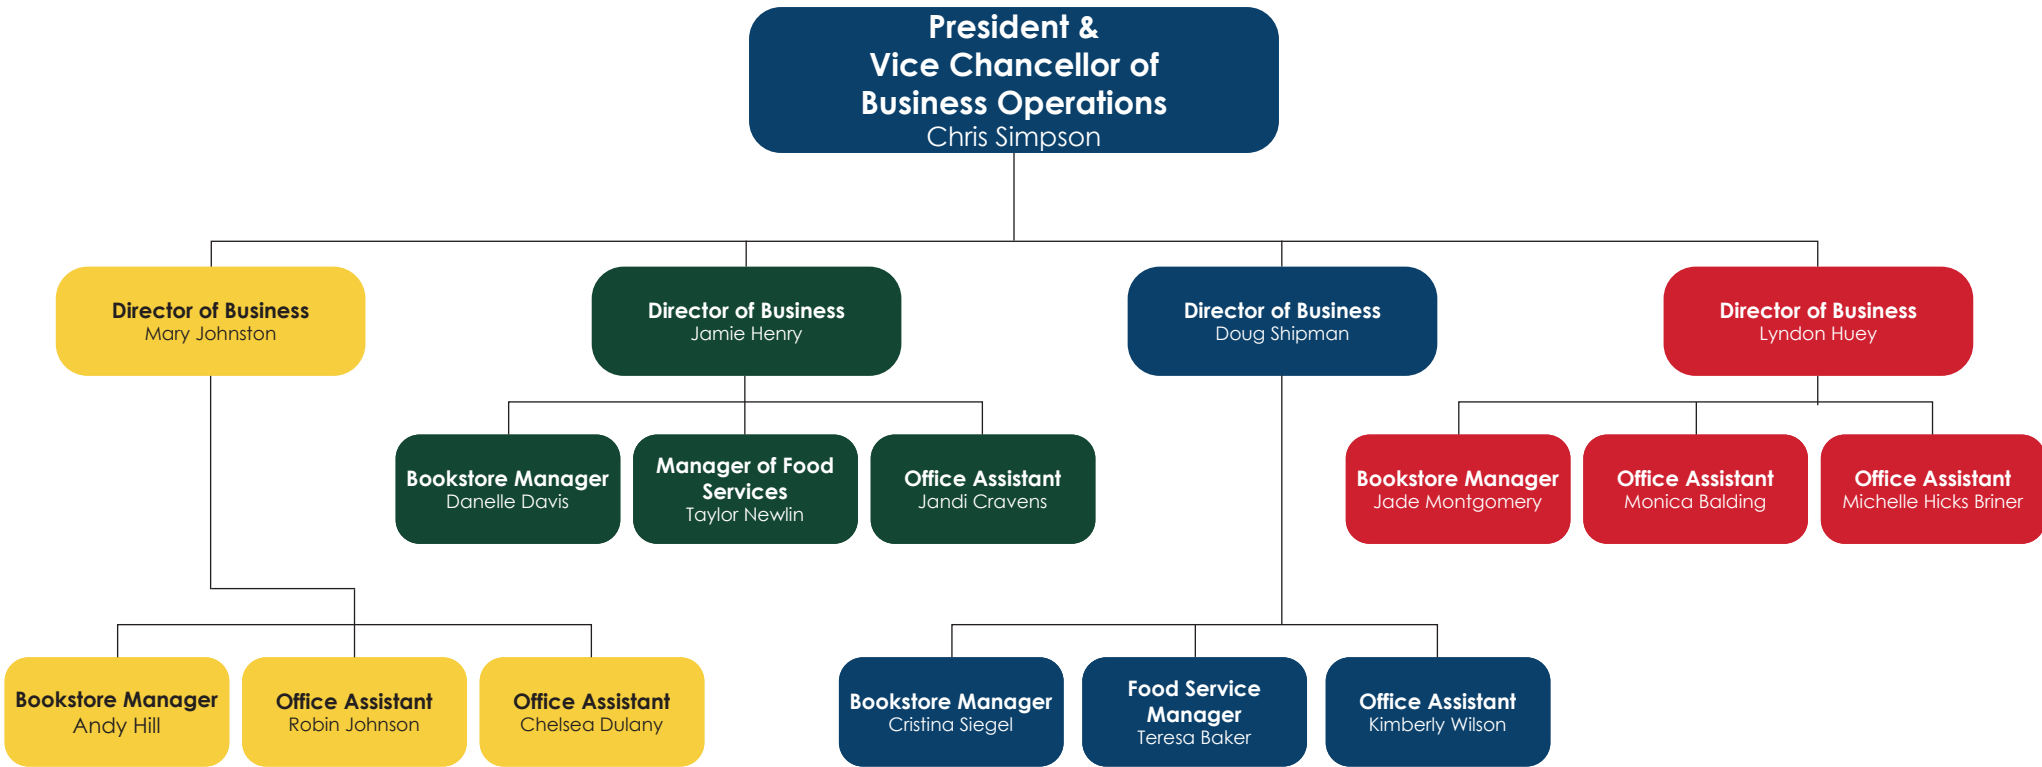 President &
Vice Chancellor of
Business Operations
Chris Simpson
Director of Business
Mary Johnston
Director of Business
Jamie Henry
Director of Business
Doug Shipman
Director of Business
Lyndon Huey
Bookstore Manager
Danelle Davis
Manager of Food
Services
Taylor Newlin
Office Assistant
Jandi Cravens
Bookstore Manager
Jade Montgomery
Office Assistant
Monica Balding
Office Assistant
Michelle Hicks Briner
Bookstore Manager
Andy Hill
Office Assistant
Robin Johnson
Office Assistant
Chelsea Dulany
Bookstore Manager
Cristina Siegel
Food Service
Manager
Teresa Baker
Office Assistant
Kimberly Wilson